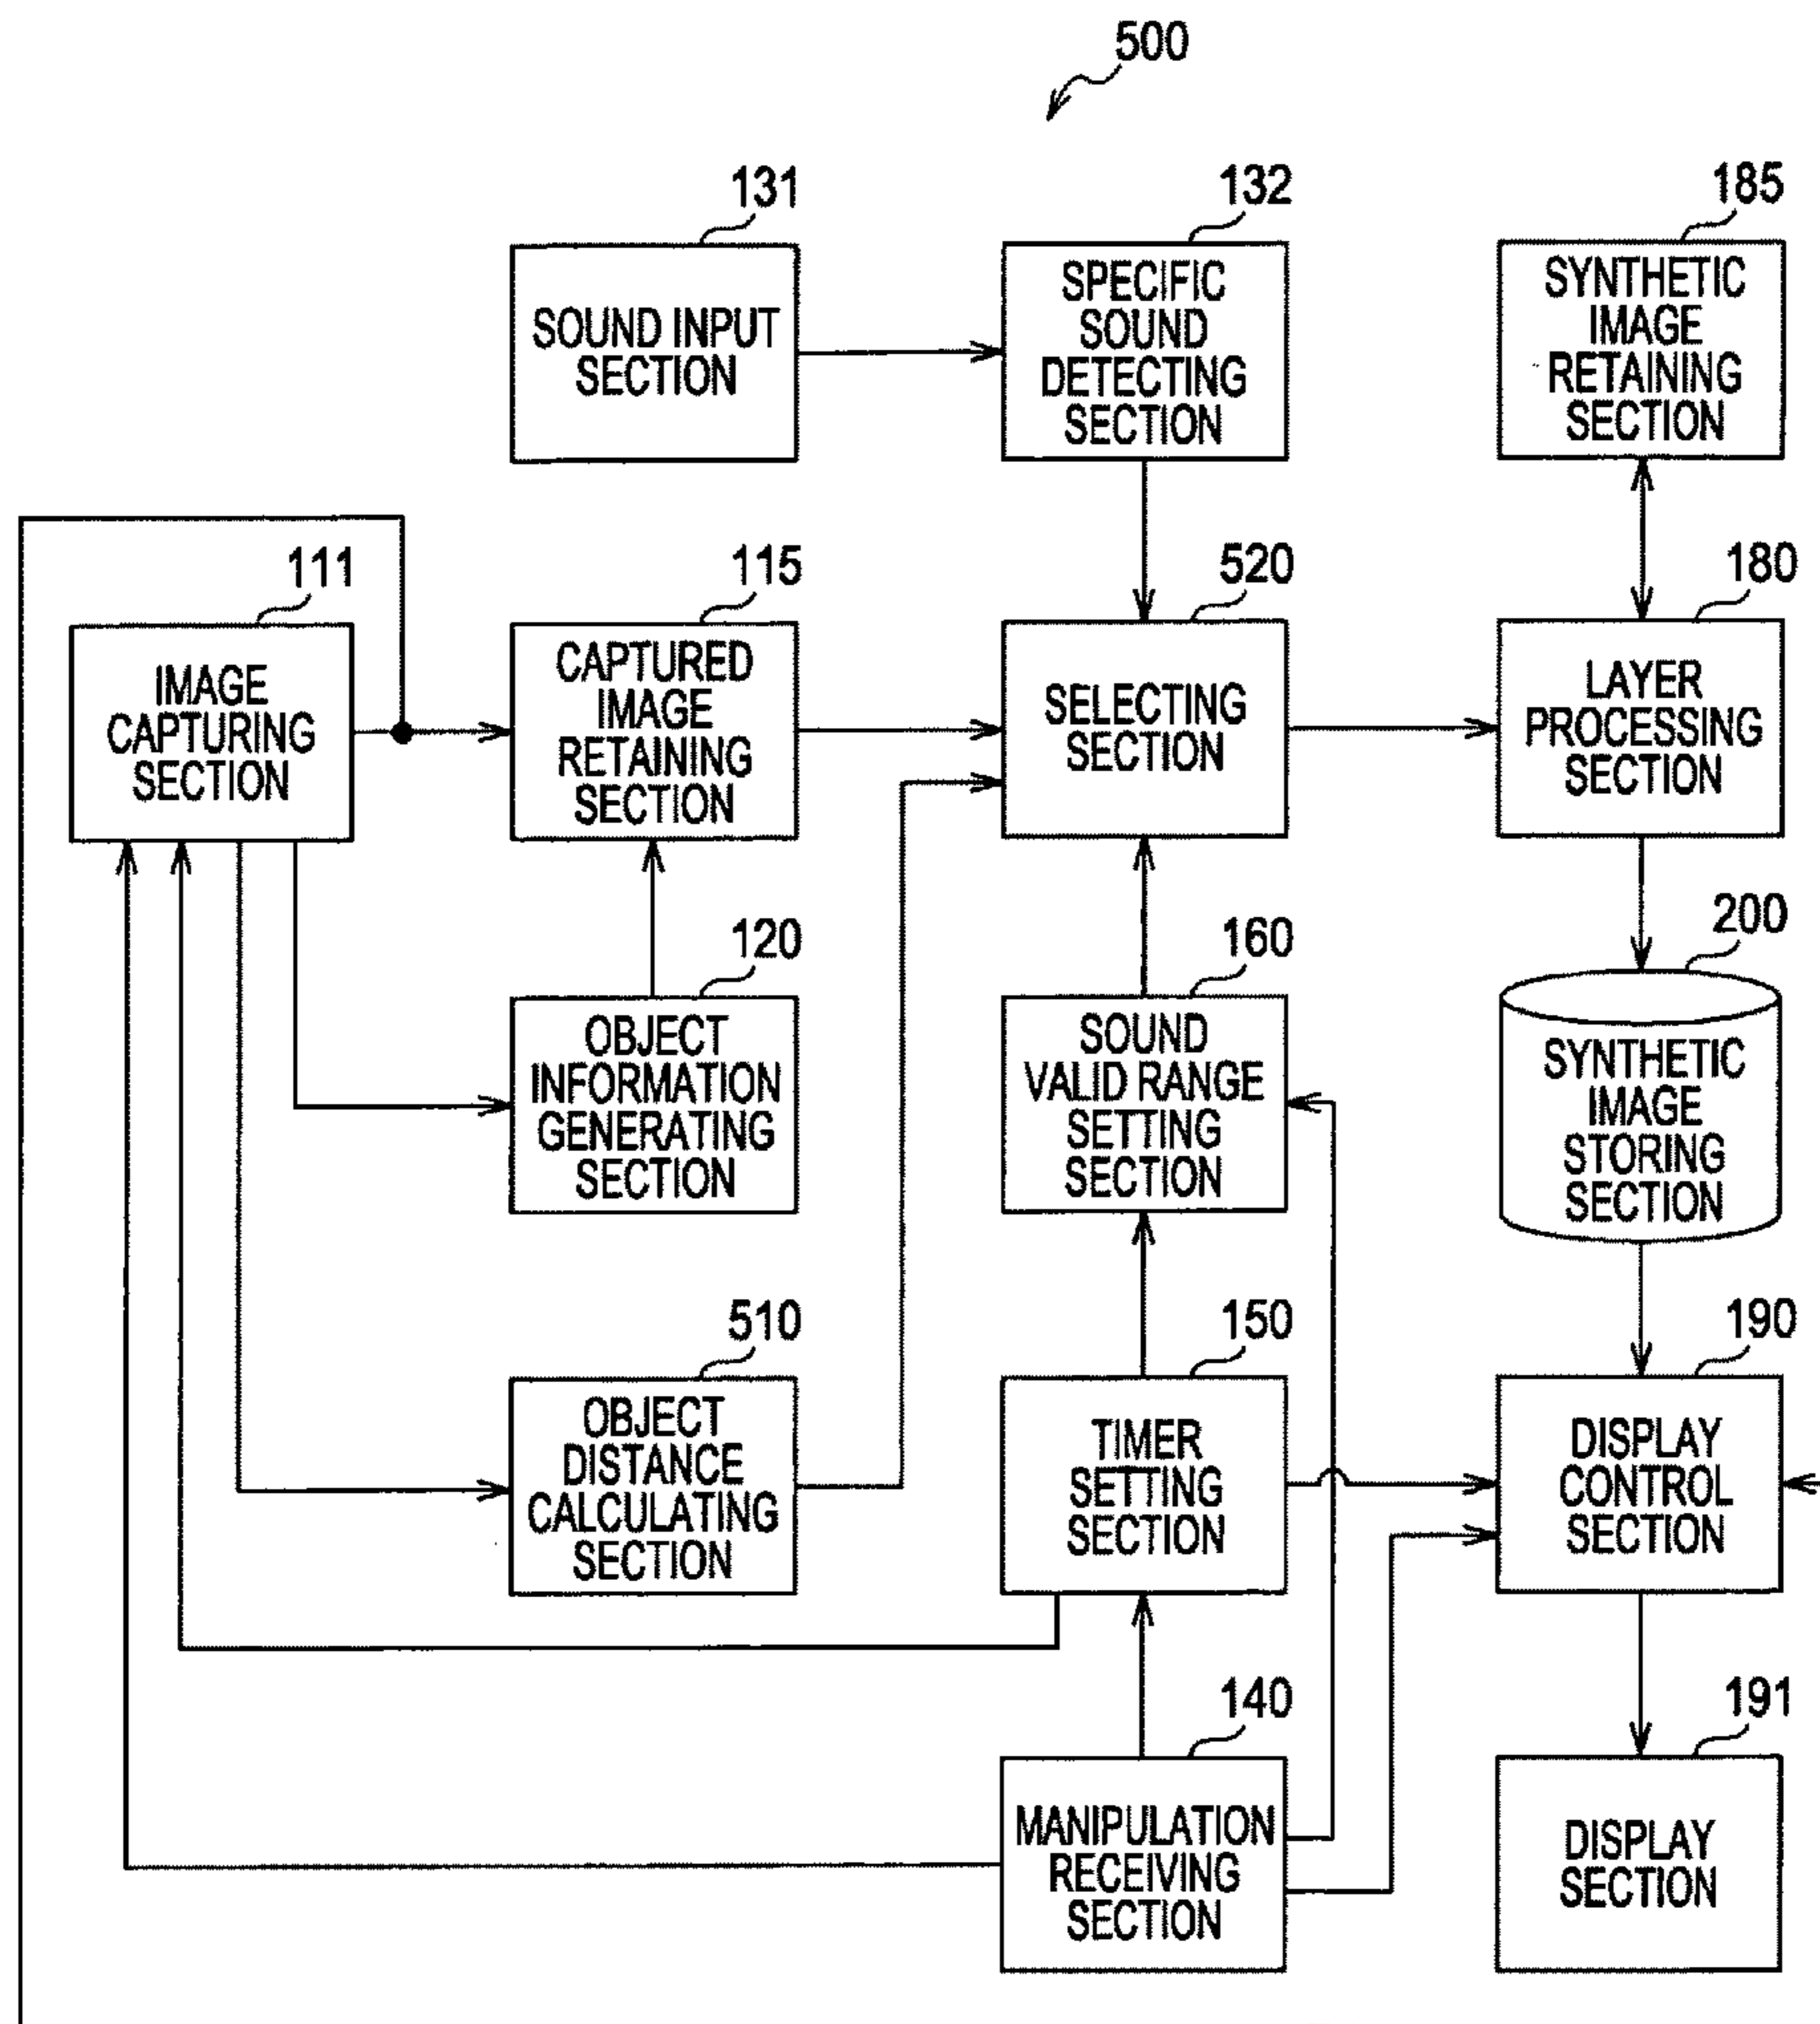 500
131
SOUND INPUT
SECTION
132
SPECIFIC
SOUND
DETECTING
SECTION
185
SYNTHETIC
IMAGE
RETAINING
SECTION
111
IMAGE
CAPTURING
SECTION
115
CAPTURED
IMAGE
RETAINING
SECTION
520
SELECTING
SECTION
180
LAYER
PROCESSING
SECTION
120
OBJECT
INFORMATION
GENERATING
SECTION
160
SOUND
VALID RANGE
SETTING
SECTION
200
SYNTHETIC
IMAGE
STORING
SECTION
510
OBJECT
DISTANCE
CALCULATING
SECTION
150
TIMER
SETTING
SECTION
190
DISPLAY
CONTROL
SECTION
140
MANIPULATION
RECEIVING
SECTION
191
DISPLAY
SECTION